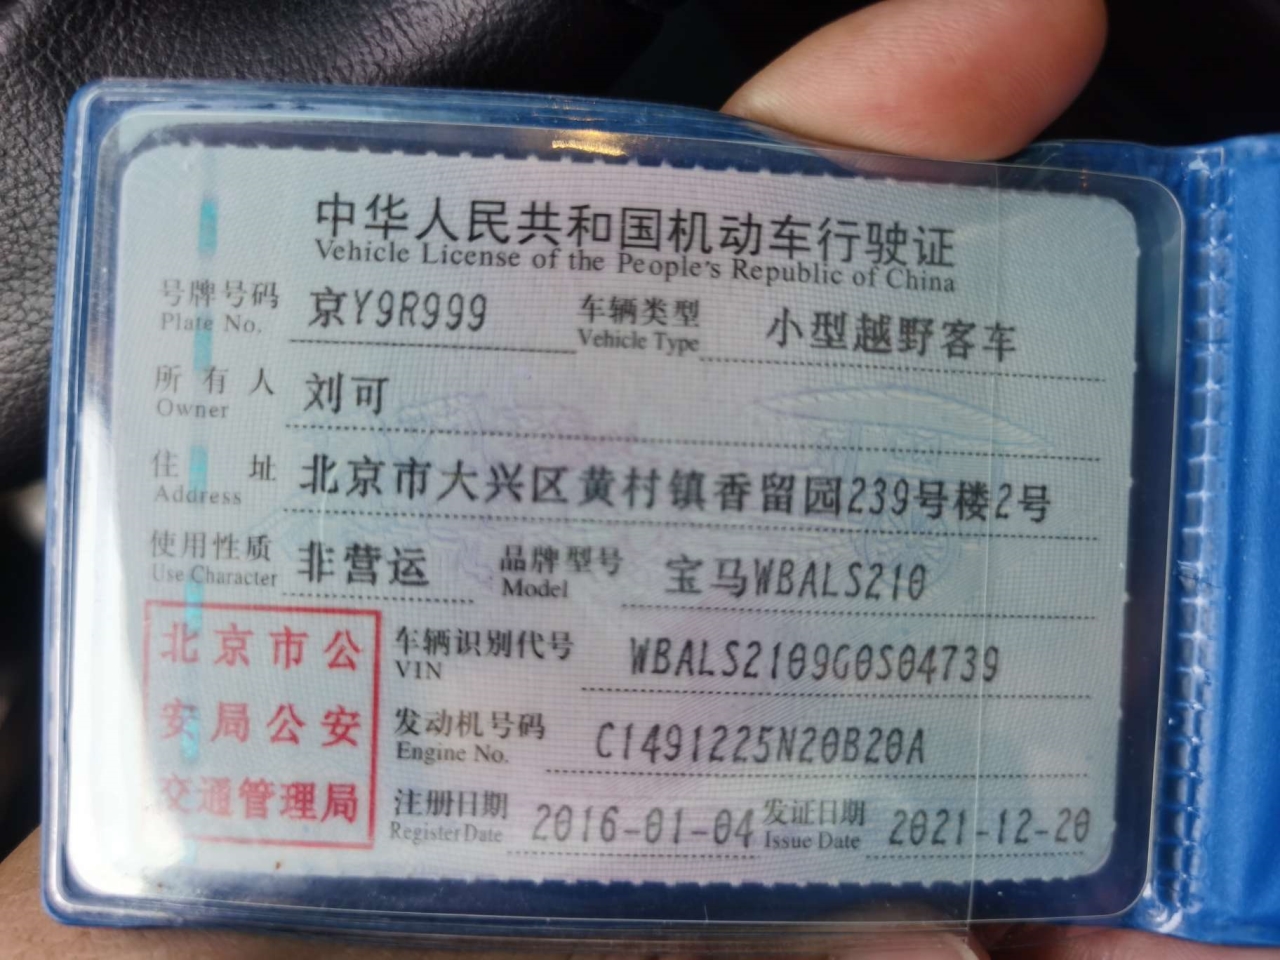 中华人民共和国机动车行驶证
Vehicle License of the People's Republic of China
号牌号码 京Y9R999 车辆类型 小型越野客车
Plate No. Vehicle Type
所有人 刘可
Owner
住址 北京市大兴区黄村镇香留园239号楼2号
Address
使用性质 非营运 品牌型号 宝马WBALS210
Use Character Model
北京市公
安局公安
交通管理局
车辆识别代号 WBALS2109G0S04739
VIN
发动机号码 C1491225N20B20A
Engine No.
注册日期 2016-01-04 发证日期 2021-12-20
Register Date Issue Date